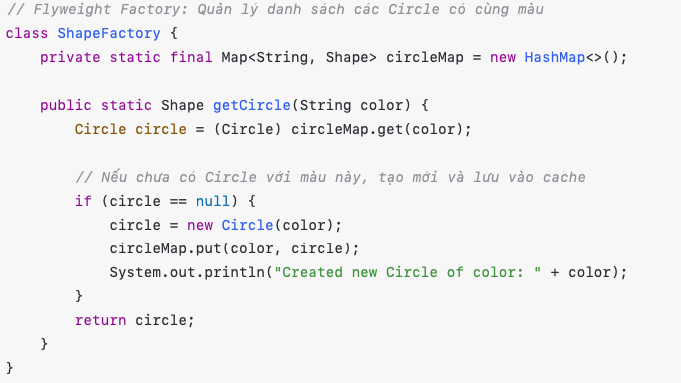 // Flyweight Factory: Quản lý danh sách các Circle có cùng màu
class ShapeFactory {
    private static final Map<String, Shape> circleMap = new HashMap<>();

    public static Shape getCircle(String color) {
        Circle circle = (Circle) circleMap.get(color);

        // Nếu chưa có Circle với màu này, tạo mới và lưu vào cache
        if (circle == null) {
            circle = new Circle(color);
            circleMap.put(color, circle);
            System.out.println("Created new Circle of color: " + color);
        }
        return circle;
    }
}